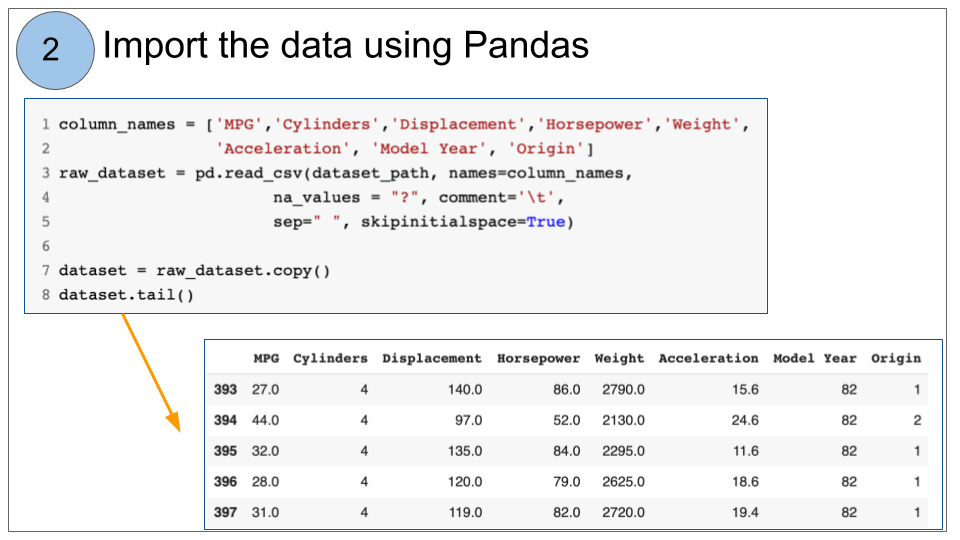 2
Import the data using Pandas
1 column_names = ['MPG','Cylinders','Displacement','Horsepower','Weight',
2 'Acceleration', 'Model Year', 'Origin']
3 raw_dataset = pd.read_csv(dataset_path, names=column_names,
4 na_values = "?", comment='\t',
5 sep=" ", skipinitialspace=True)
6
7 dataset = raw_dataset.copy()
8 dataset.tail()
MPG Cylinders Displacement Horsepower Weight Acceleration Model Year Origin
393 27.0 4 140.0 86.0 2790.0 15.6 82 1
394 44.0 4 97.0 52.0 2130.0 24.6 82 2
395 32.0 4 135.0 84.0 2295.0 11.6 82 1
396 28.0 4 120.0 79.0 2625.0 18.6 82 1
397 31.0 4 119.0 82.0 2720.0 19.4 82 1